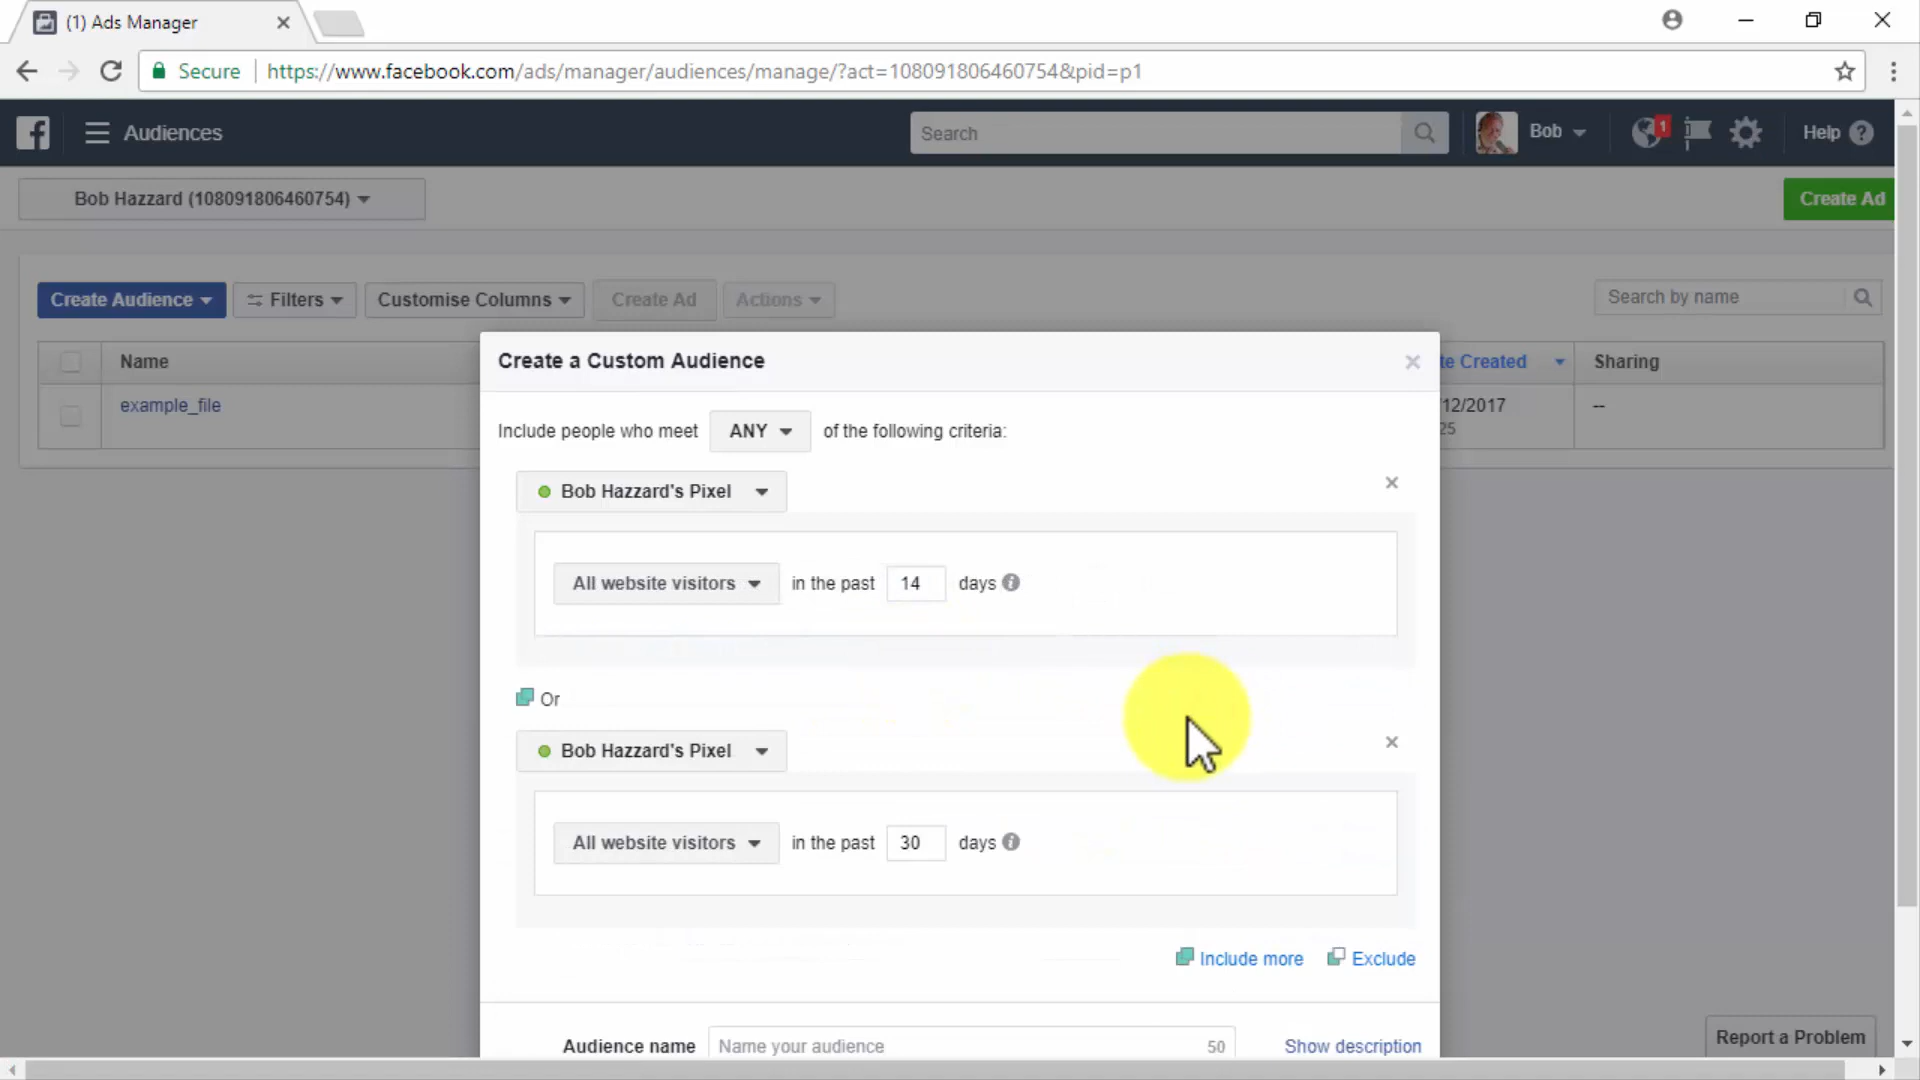 (1) Ads Manager
Secure https://www.facebook.com/ads/manager/audiences/manage/?act=108091806460754&pid=p1
Audiences Search Bob 1 Help
Bob Hazzard (108091806460754) Create Ad
Create Audience Filters Customise Columns Create Ad Actions Search by name
Name te Created Sharing
example_file /12/2017 --
25
Create a Custom Audience
Include people who meet ANY of the following criteria:
Bob Hazzard's Pixel
All website visitors in the past 14 days
Or
Bob Hazzard's Pixel
All website visitors in the past 30 days
Include more Exclude
Audience name Name your audience 50 Show description
Report a Problem